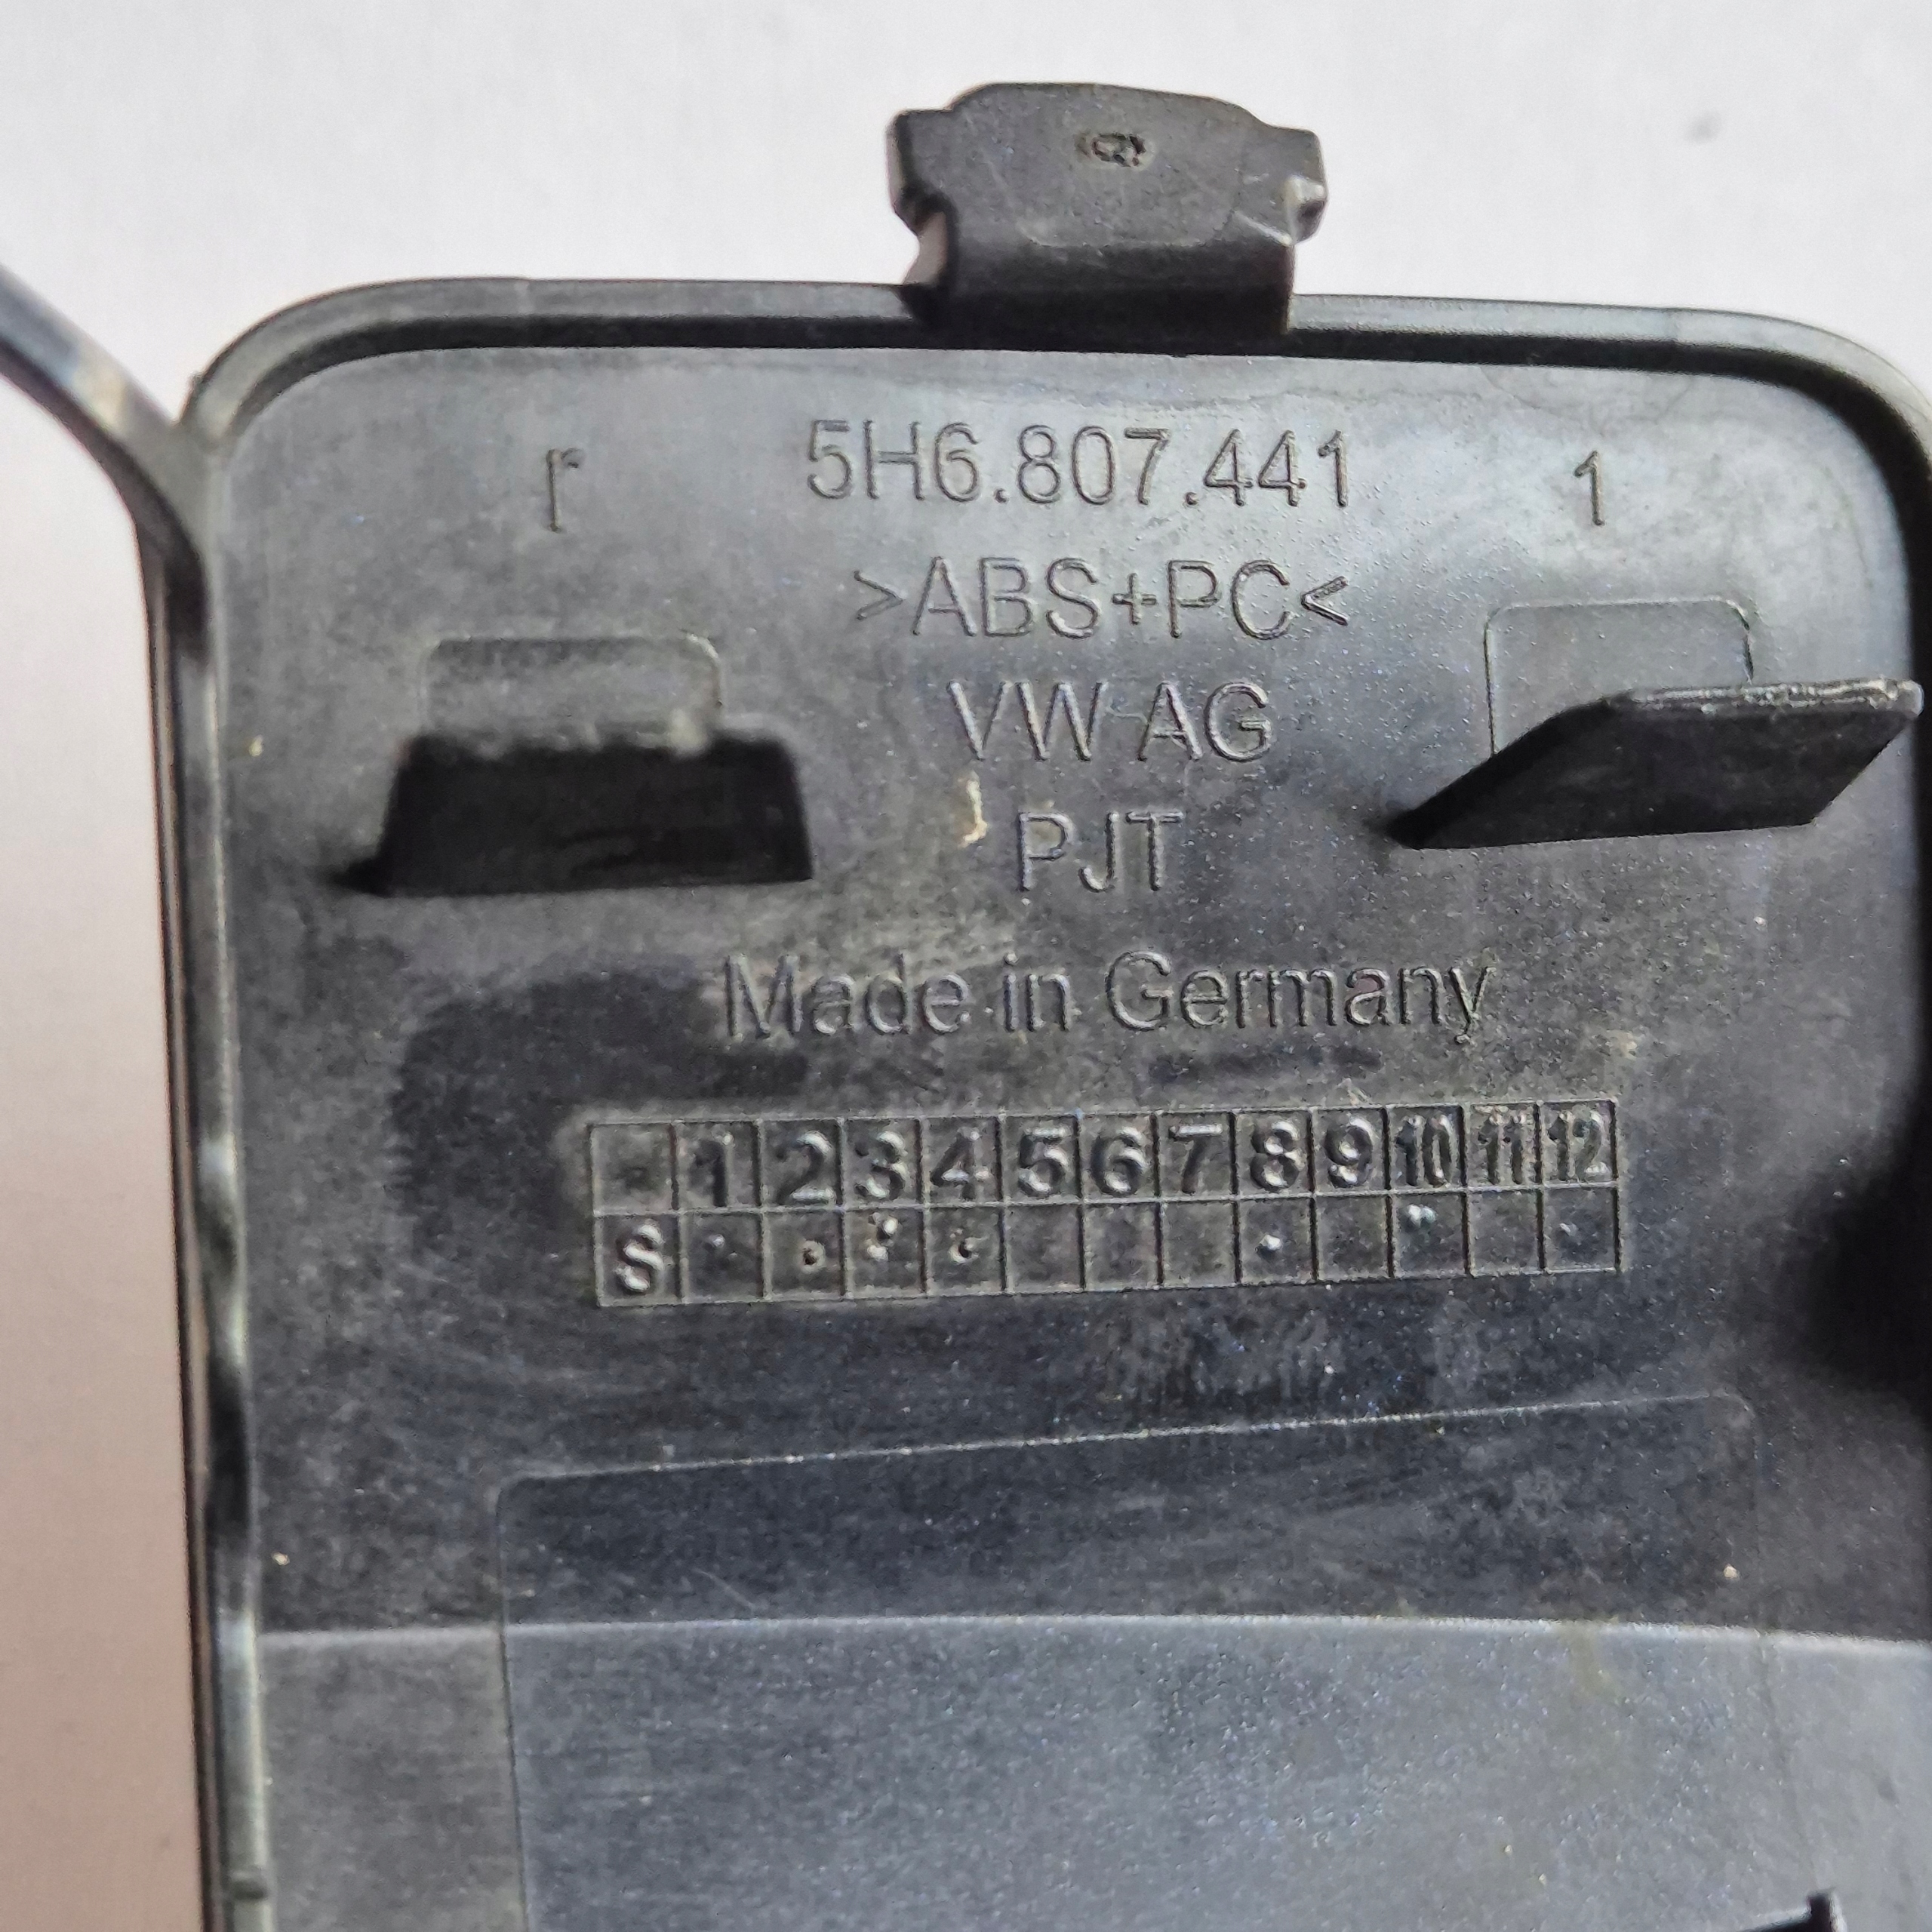 r 5H6.807.441 1
>ABS+PC<
VW AG
PJT
Made in Germany
1 2 3 4 5 6 7 8 9 10 11 12
S